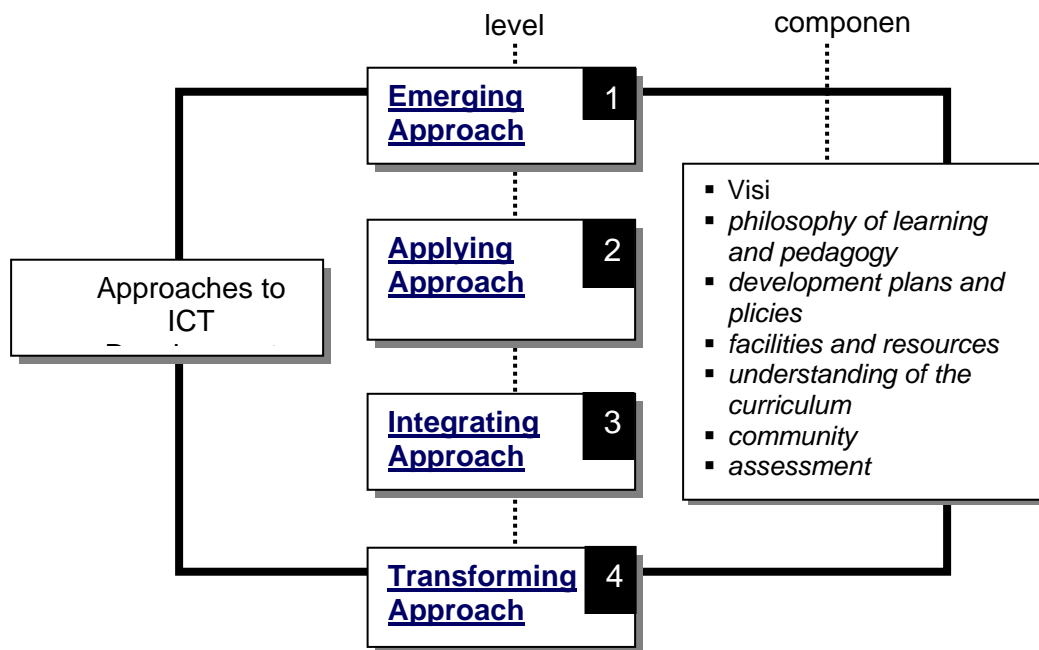 level
componen
Emerging
Approach
1
Applying
Approach
2
Integrating
Approach
3
Transforming
Approach
4
Approaches to
ICT
▪ Visi
▪ philosophy of learning
and pedagogy
▪ development plans and
plicies
▪ facilities and resources
▪ understanding of the
curriculum
▪ community
▪ assessment